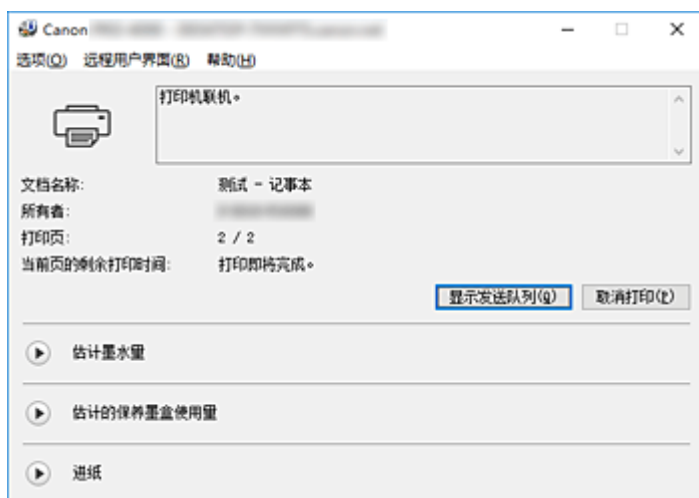 Canon
选项(O) 远程用户界面(R) 帮助(H)
打印机联机。
文档名称: 测试 - 记事本
所有者:
打印页: 2 / 2
当前页的剩余打印时间: 打印即将完成。
显示发送队列(Q) 取消打印(P)
估计墨水量
估计的保养墨盒使用量
进纸